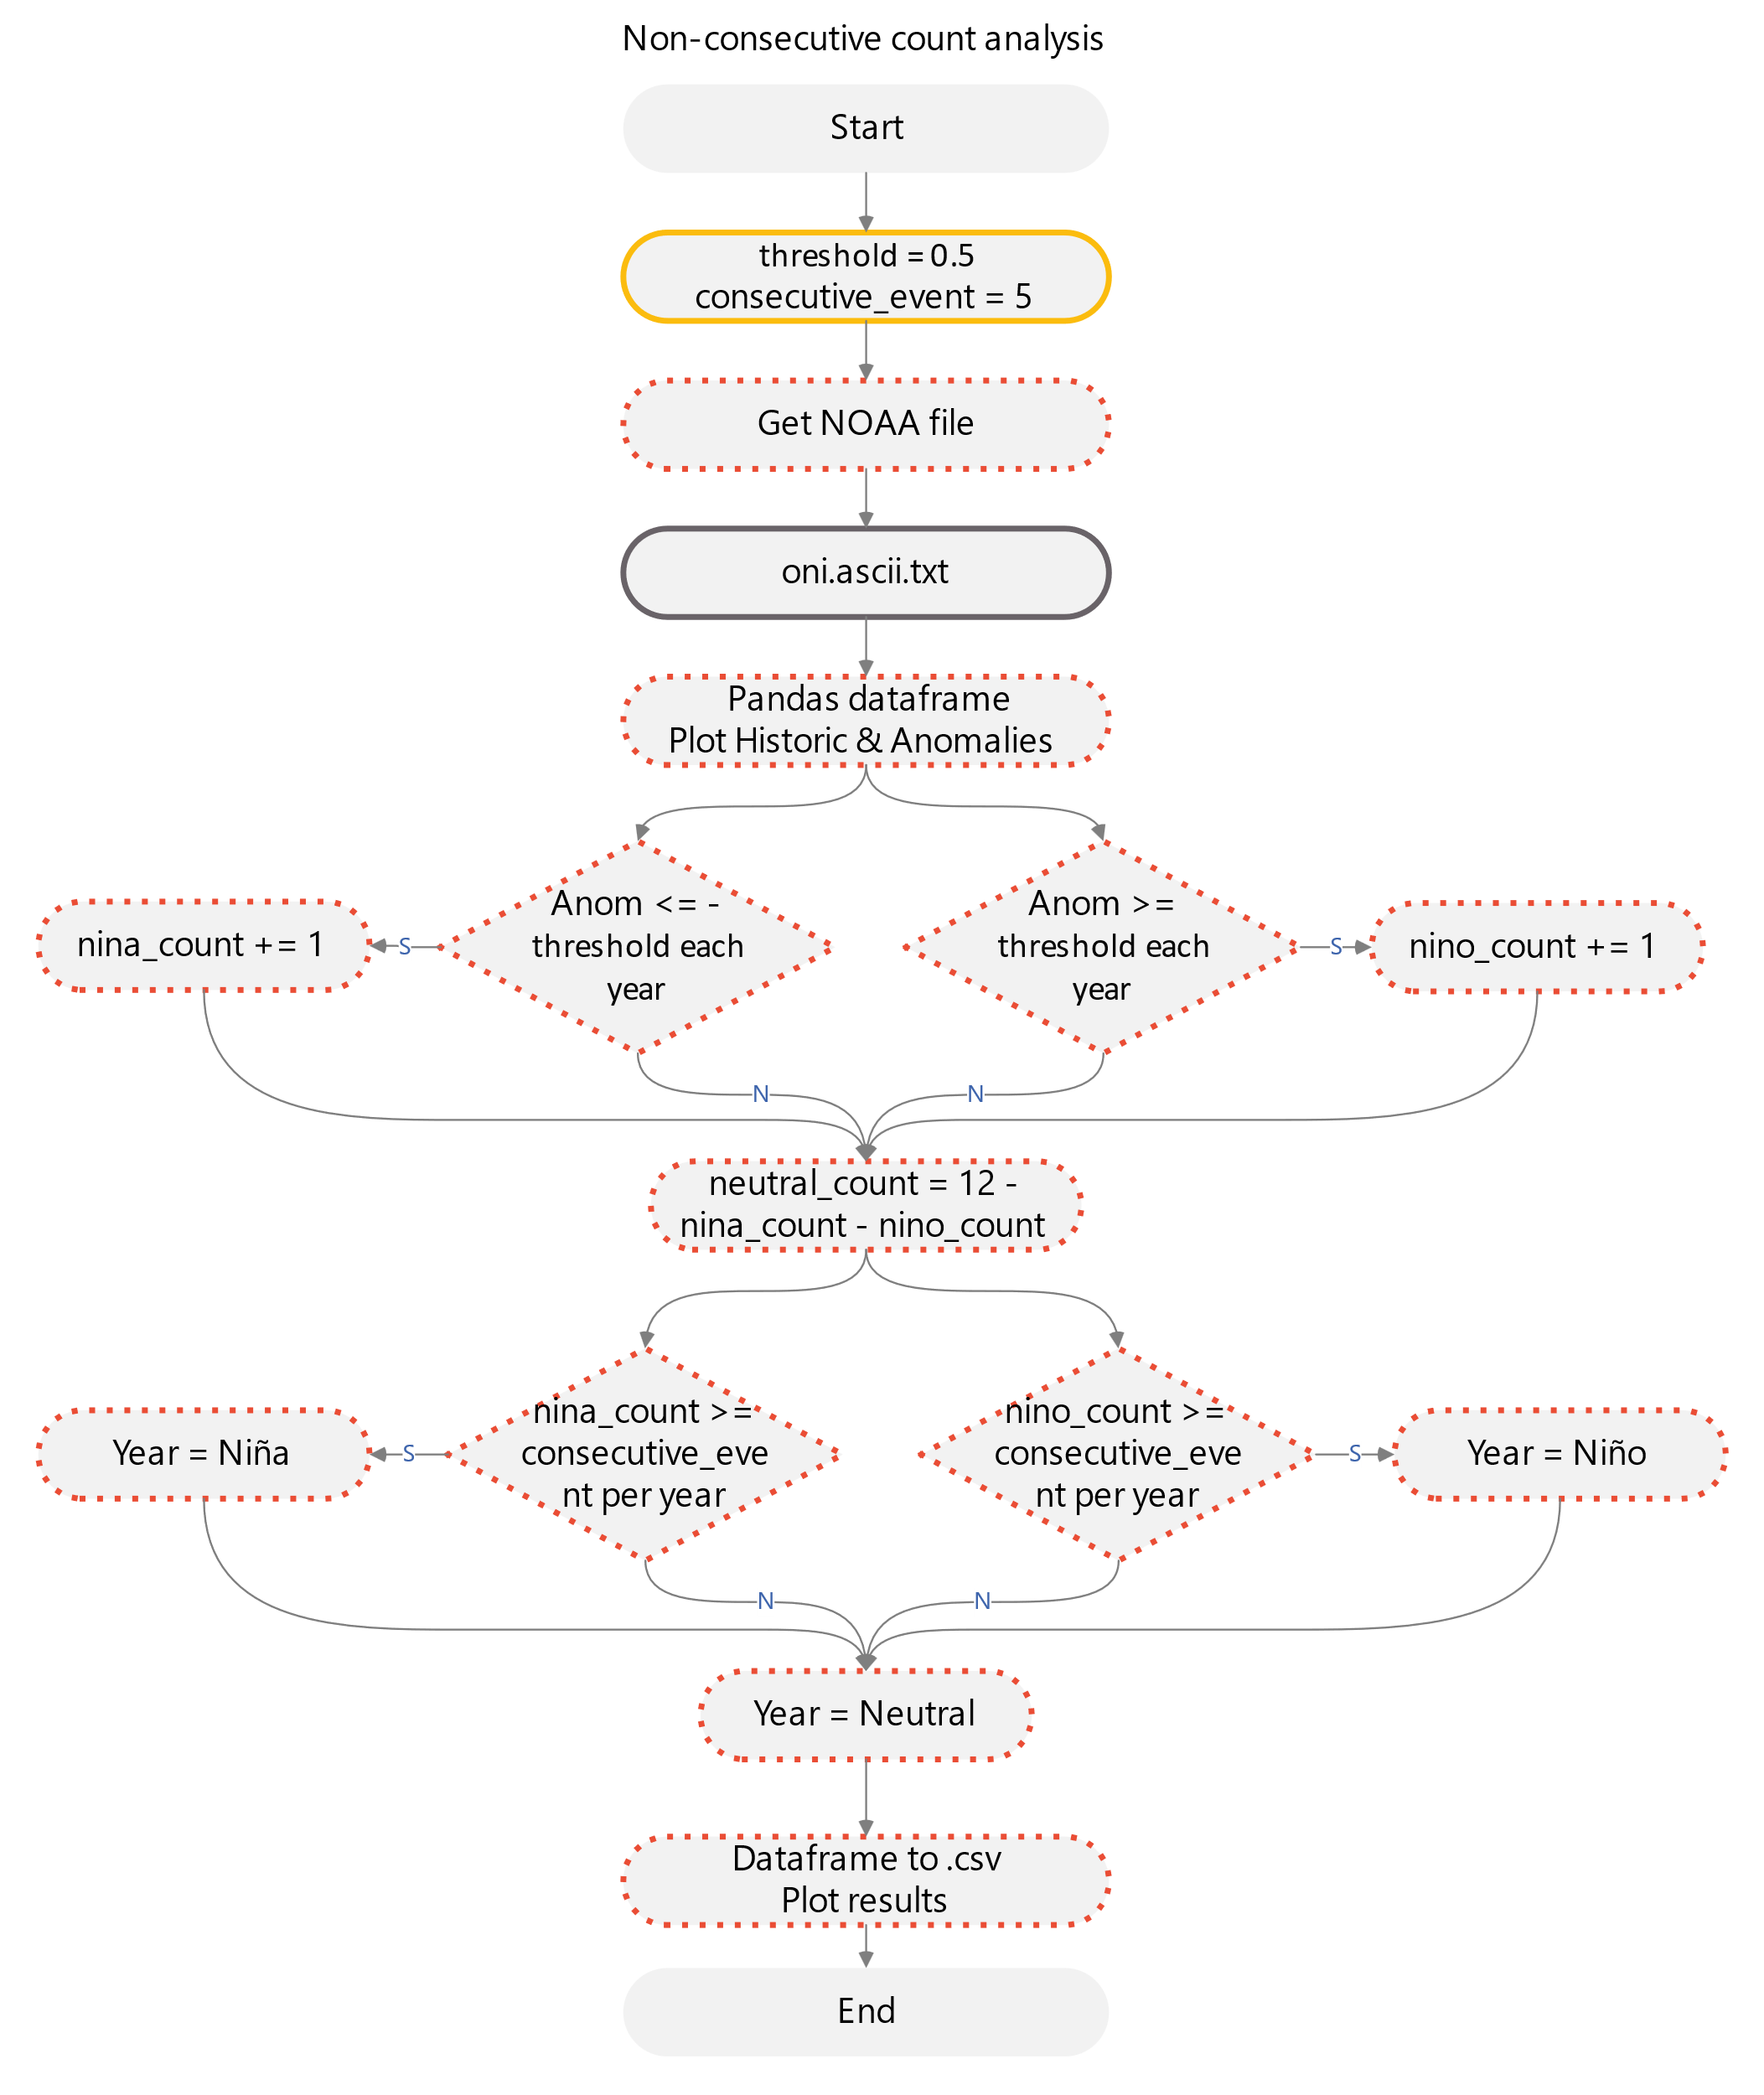 Non-consecutive count analysis
Start
threshold = 0.5
consecutive_event = 5
Get NOAA file
oni.ascii.txt
Pandas dataframe
Plot Historic & Anomalies
Anom <= -
threshold each
year
Anom >=
threshold each
year
nina_count += 1
S
S
nino_count += 1
N
N
neutral_count = 12 -
nina_count - nino_count
nina_count >=
consecutive_eve
nt per year
nino_count >=
consecutive_eve
nt per year
Year = Niña
S
S
Year = Niño
N
N
Year = Neutral
Dataframe to .csv
Plot results
End